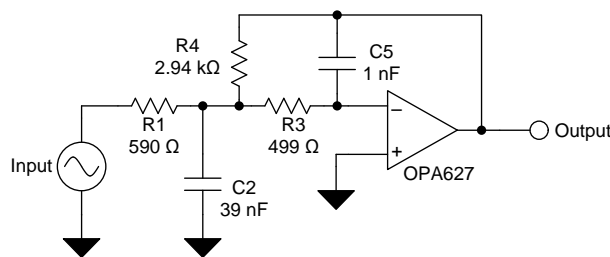 R4
2.94 kΩ
C5
1 nF
R1
590 Ω
R3
499 Ω
−
+
OPA627
Output
Input
C2
39 nF